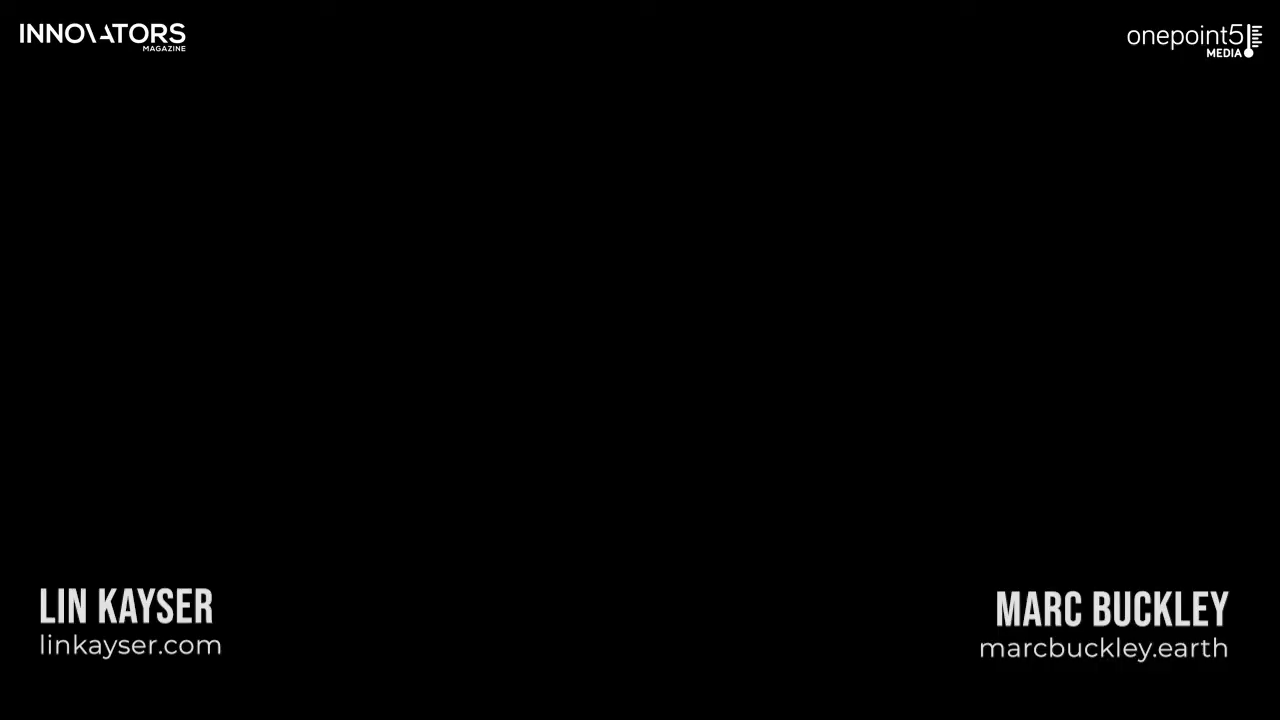 INNOVATORS
MAGAZINE
onepoint5
MEDIA
LIN KAYSER
linkayser.com
MARC BUCKLEY
marcbuckley.earth